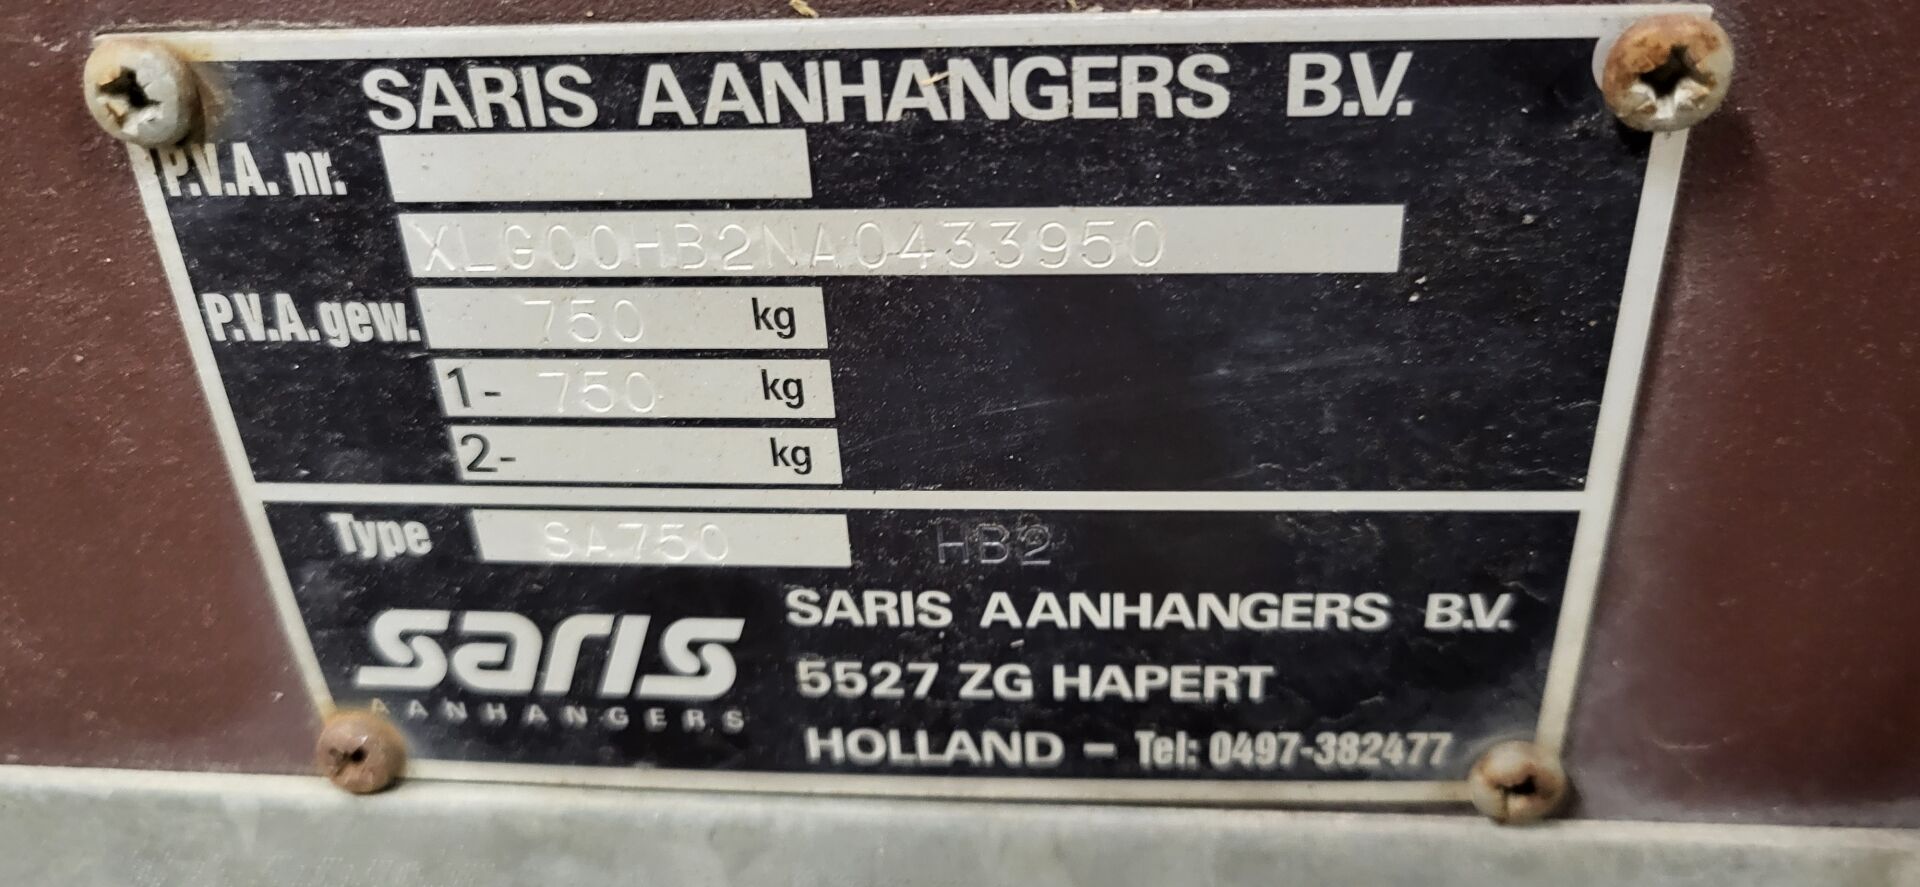 SARIS AANHANGERS B.V.
P.V.A. nr.
XLG00HB2NA0433950
P.V.A. gew. 750 kg
1- 750 kg
2- kg
Type SA750 HB2
saris
AANHANGERS
SARIS AANHANGERS B.V.
5527 ZG HAPERT
HOLLAND – Tel: 0497-382477